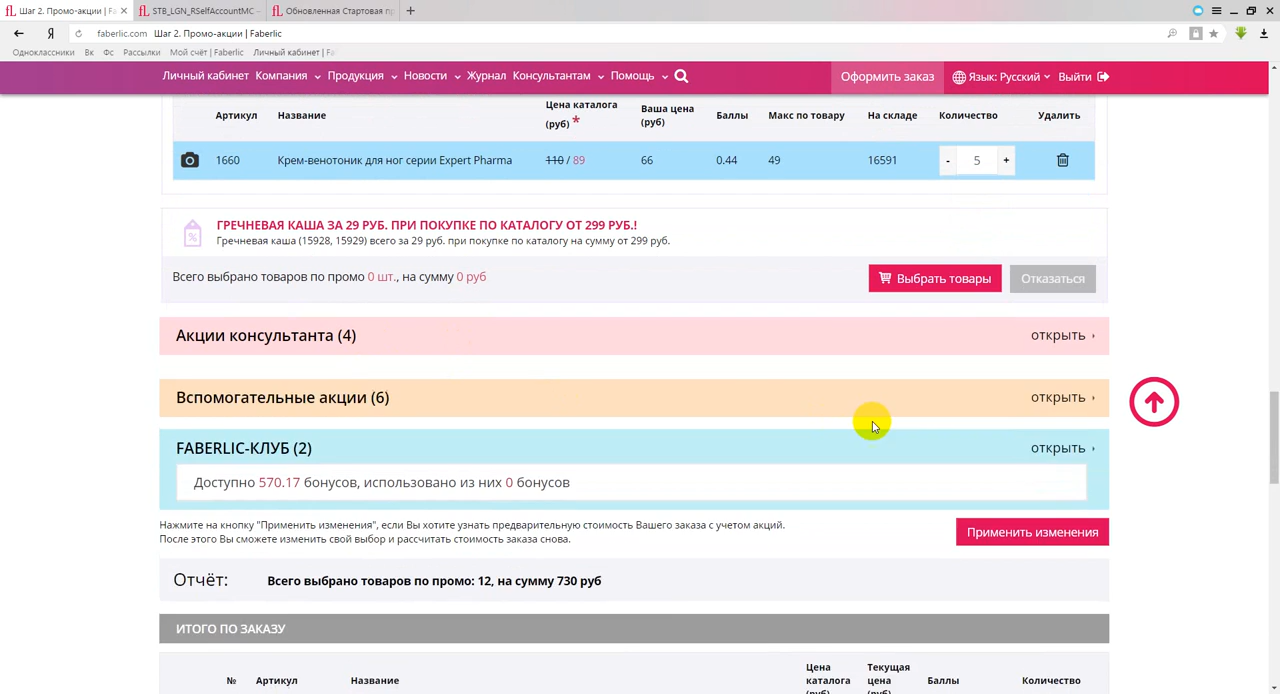 Шаг 2. Промо-акции | Fa
STB_LGN_RSelfAccountMC -
Обновленная Стартовая пр
faberlic.com Шаг 2. Промо-акции | Faberlic
Одноклассники Вк Фс Рассылки Мой счёт | Faberlic Личный кабинет | Fa
Личный кабинет Компания Продукция Новости Журнал Консультантам Помощь Оформить заказ Язык: Русский Выйти
Артикул Название Цена каталога (руб) * Ваша цена (руб) Баллы Макс по товару На складе Количество Удалить
1660 Крем-венотоник для ног серии Expert Pharma 110 / 89 66 0.44 49 16591 - 5 +
ГРЕЧНЕВАЯ КАША ЗА 29 РУБ. ПРИ ПОКУПКЕ ПО КАТАЛОГУ ОТ 299 РУБ.!
Гречневая каша (15928, 15929) всего за 29 руб. при покупке по каталогу на сумму от 299 руб.
Всего выбрано товаров по промо 0 шт., на сумму 0 руб Выбрать товары Отказаться
Акции консультанта (4) открыть
Вспомогательные акции (6) открыть
FABERLIC-КЛУБ (2) открыть
Доступно 570.17 бонусов, использовано из них 0 бонусов
Нажмите на кнопку "Применить изменения", если Вы хотите узнать предварительную стоимость Вашего заказа с учетом акций.
После этого Вы сможете изменить свой выбор и рассчитать стоимость заказа снова.
Применить изменения
Отчёт: Всего выбрано товаров по промо: 12, на сумму 730 руб
ИТОГО ПО ЗАКАЗУ
№ Артикул Название Цена каталога (руб) Текущая цена (руб) Баллы Количество